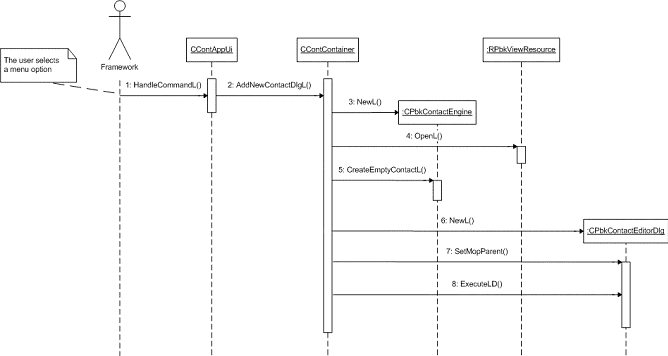 The user selects
a menu option
Framework
CContAppUi
CContContainer
:RPbkViewResource
1: HandleCommandL()
2: AddNewContactDlgL()
3: NewL()
:CPbkContactEngine
4: OpenL()
5: CreateEmptyContactL()
6: NewL()
:CPbkContactEditorDlg
7: SetMopParent()
8: ExecuteLD()